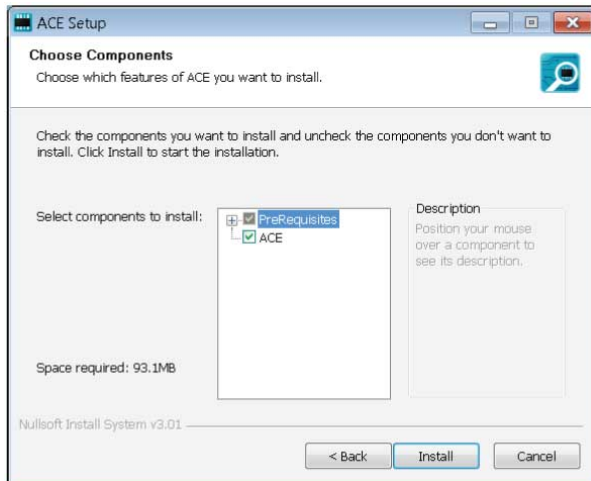 ACE Setup
Choose Components
Choose which features of ACE you want to install.
Check the components you want to install and uncheck the components you don't want to
install. Click Install to start the installation.
Select components to install:
PreRequisites
ACE
Description
Position your mouse
over a component to
see its description.
Space required: 93.1MB
Nullsoft Install System v3.01
< Back
Install
Cancel